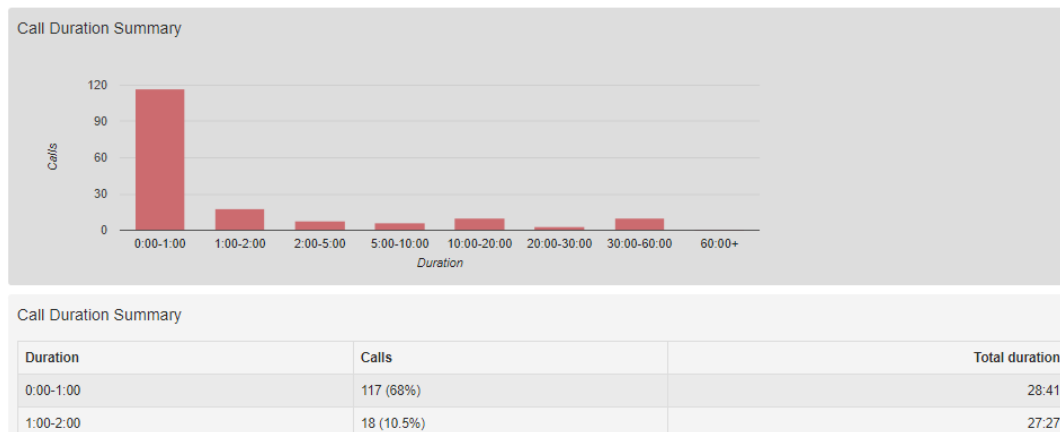 Call Duration Summary
120
90
60
30
0
Calls
0:00-1:00 1:00-2:00 2:00-5:00 5:00-10:00 10:00-20:00 20:00-30:00 30:00-60:00 60:00+
Duration
Call Duration Summary
Duration Calls Total duration
0:00-1:00 117 (68%) 28:41
1:00-2:00 18 (10.5%) 27:27